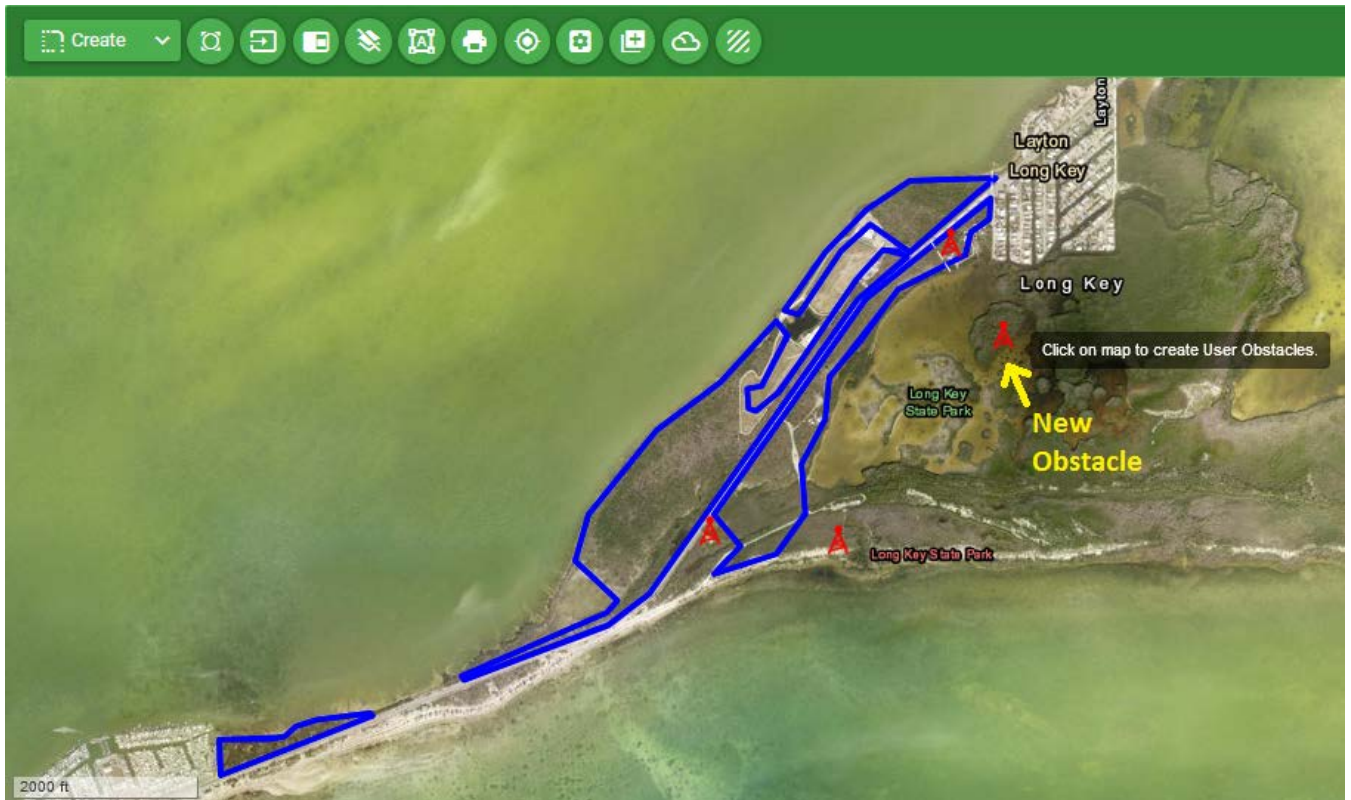 Create
A
Layton
Layton
Long Key
Long Key
Click on map to create User Obstacles.
Long Key
State Park
New
Obstacle
Long Key State Park
2000 ft